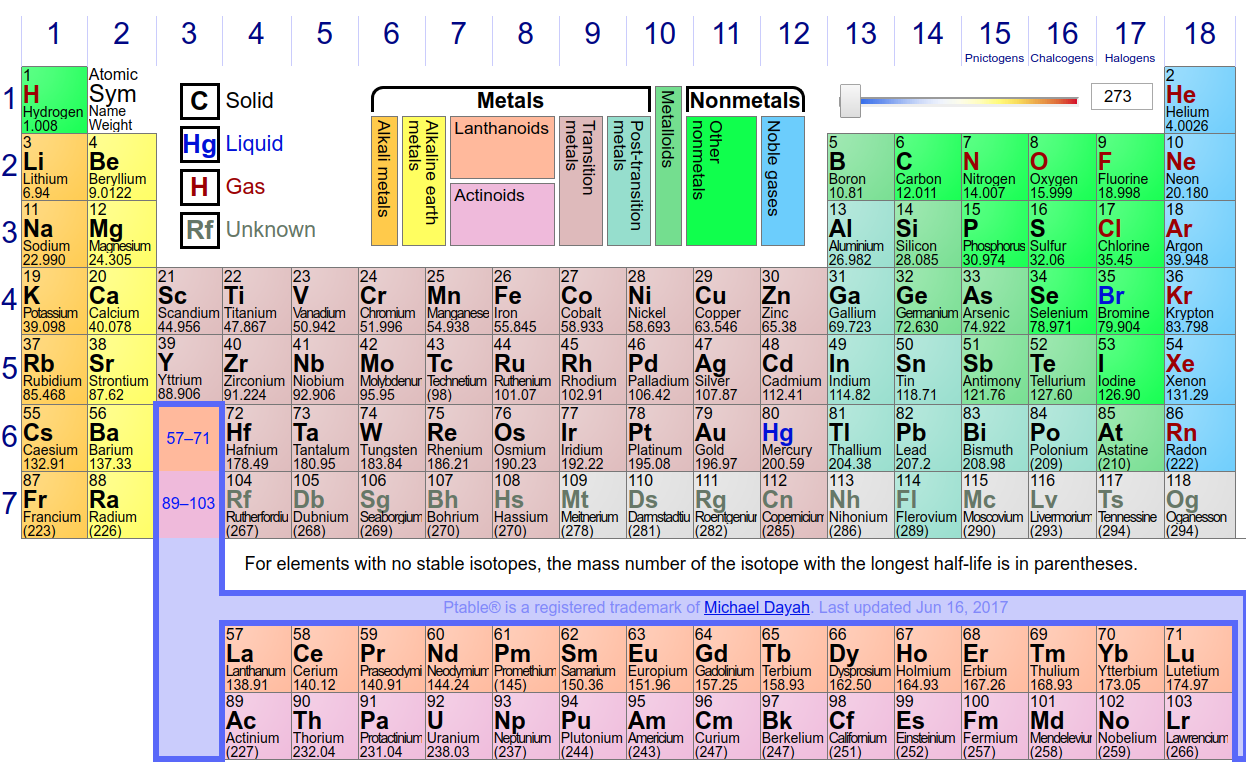 1 2 3 4 5 6 7 8 9 10 11 12 13 14 15 16 17 18
Pnictogens Chalcogens Halogens
1
1
H
Hydrogen
1.008
Atomic
Sym
Name
Weight
C Solid
Hg Liquid
H Gas
Rf Unknown
Metals
Alkali metals
Alkaline earth
metals
Lanthanoids
Actinoids
Transition
metals
Post-transition
metals
Metalloids
Nonmetals
Other
nonmetals
Noble gases
273
2
He
Helium
4.0026
2
3 4 5 6 7 8 9 10
Li Be B C N O F Ne
Lithium Beryllium Boron Carbon Nitrogen Oxygen Fluorine Neon
6.94 9.0122 10.81 12.011 14.007 15.999 18.998 20.180
3
11 12 13 14 15 16 17 18
Na Mg Al Si P S Cl Ar
Sodium Magnesium Aluminium Silicon Phosphorus Sulfur Chlorine Argon
22.990 24.305 26.982 28.085 30.974 32.06 35.45 39.948
4
19 20 21 22 23 24 25 26 27 28 29 30 31 32 33 34 35 36
K Ca Sc Ti V Cr Mn Fe Co Ni Cu Zn Ga Ge As Se Br Kr
Potassium Calcium Scandium Titanium Vanadium Chromium Manganese Iron Cobalt Nickel Copper Zinc Gallium Germanium Arsenic Selenium Bromine Krypton
39.098 40.078 44.956 47.867 50.942 51.996 54.938 55.845 58.933 58.693 63.546 65.38 69.723 72.630 74.922 78.971 79.904 83.798
5
37 38 39 40 41 42 43 44 45 46 47 48 49 50 51 52 53 54
Rb Sr Y Zr Nb Mo Tc Ru Rh Pd Ag Cd In Sn Sb Te I Xe
Rubidium Strontium Yttrium Zirconium Niobium Molybdenur Technetium Ruthenium Rhodium Palladium Silver Cadmium Indium Tin Antimony Tellurium Iodine Xenon
85.468 87.62 88.906 91.224 92.906 95.95 (98) 101.07 102.91 106.42 107.87 112.41 114.82 118.71 121.76 127.60 126.90 131.29
6
55 56 72 73 74 75 76 77 78 79 80 81 82 83 84 85 86
Cs Ba 57–71 Hf Ta W Re Os Ir Pt Au Hg Tl Pb Bi Po At Rn
Caesium Barium Hafnium Tantalum Tungsten Rhenium Osmium Iridium Platinum Gold Mercury Thallium Lead Bismuth Polonium Astatine Radon
132.91 137.33 178.49 180.95 183.84 186.21 190.23 192.22 195.08 196.97 200.59 204.38 207.2 208.98 (209) (210) (222)
7
87 88 104 105 106 107 108 109 110 111 112 113 114 115 116 117 118
Fr Ra 89–103 Rf Db Sg Bh Hs Mt Ds Rg Cn Nh Fl Mc Lv Ts Og
Francium Radium Rutherfordiu Dubnium Seaborgium Bohrium Hassium Meitnerium Darmstadtiu Roentgeniur Copernicium Nihonium Flerovium Moscovium Livermorium Tennessine Oganesson
(223) (226) (267) (268) (269) (270) (270) (278) (281) (282) (285) (286) (289) (290) (293) (294) (294)
For elements with no stable isotopes, the mass number of the isotope with the longest half-life is in parentheses.
Ptable® is a registered trademark of Michael Dayah. Last updated Jun 16, 2017
57 58 59 60 61 62 63 64 65 66 67 68 69 70 71
La Ce Pr Nd Pm Sm Eu Gd Tb Dy Ho Er Tm Yb Lu
Lanthanum Cerium Praseodymi Neodymium Promethium Samarium Europium Gadolinium Terbium Dysprosium Holmium Erbium Thulium Ytterbium Lutetium
138.91 140.12 140.91 144.24 (145) 150.36 151.96 157.25 158.93 162.50 164.93 167.26 168.93 173.05 174.97
89 90 91 92 93 94 95 96 97 98 99 100 101 102 103
Ac Th Pa U Np Pu Am Cm Bk Cf Es Fm Md No Lr
Actinium Thorium Protactinium Uranium Neptunium Plutonium Americium Curium Berkelium Californium Einsteinium Fermium Mendeleviur Nobelium Lawrencium
(227) 232.04 231.04 238.03 (237) (244) (243) (247) (247) (251) (252) (257) (258) (259) (266)